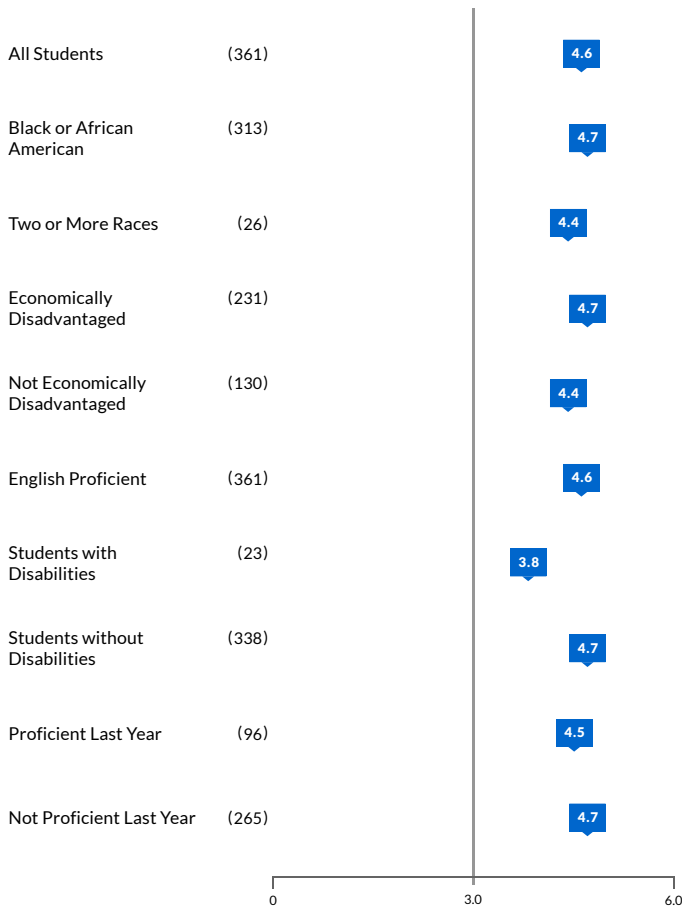 All Students (361) 4.6
Black or African (313)
American
4.7
Two or More Races (26) 4.4
Economically (231)
Disadvantaged
4.7
Not Economically (130)
Disadvantaged
4.4
English Proficient (361) 4.6
Students with (23)
Disabilities
3.8
Students without (338)
Disabilities
4.7
Proficient Last Year (96) 4.5
Not Proficient Last Year (265) 4.7
0 3.0 6.0